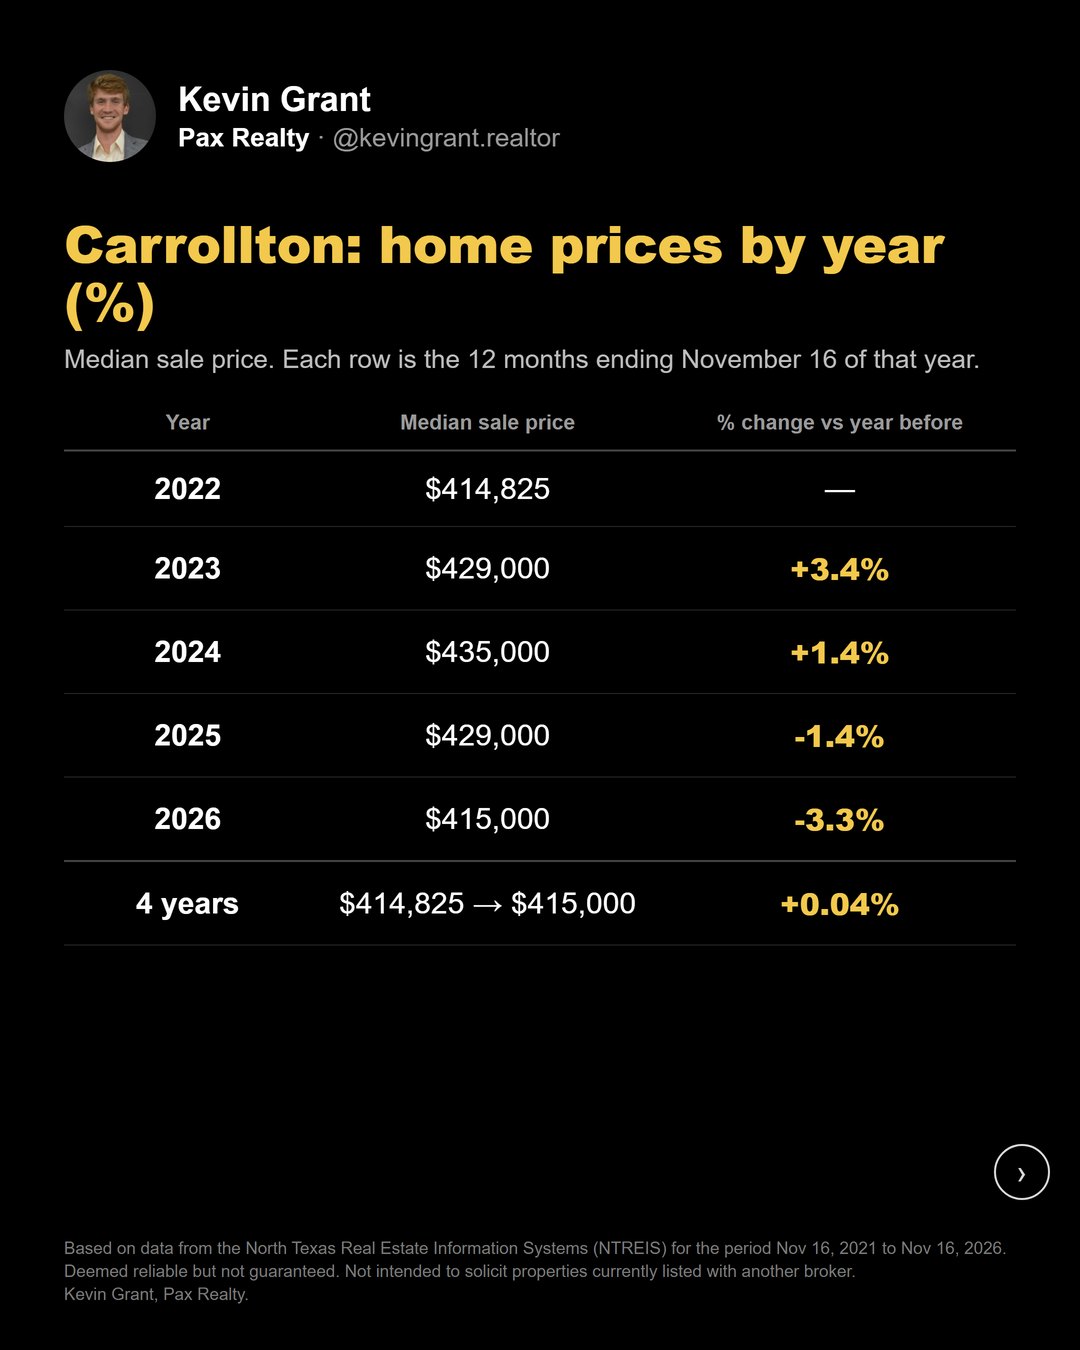 Kevin Grant
Pax Realty · @kevingrant.realtor
Carrollton: home prices by year
(%)
Median sale price. Each row is the 12 months ending November 16 of that year.
Year Median sale price % change vs year before
2022 $414,825 —
2023 $429,000 +3.4%
2024 $435,000 +1.4%
2025 $429,000 -1.4%
2026 $415,000 -3.3%
4 years $414,825 → $415,000 +0.04%
›
Based on data from the North Texas Real Estate Information Systems (NTREIS) for the period Nov 16, 2021 to Nov 16, 2026.
Deemed reliable but not guaranteed. Not intended to solicit properties currently listed with another broker.
Kevin Grant, Pax Realty.